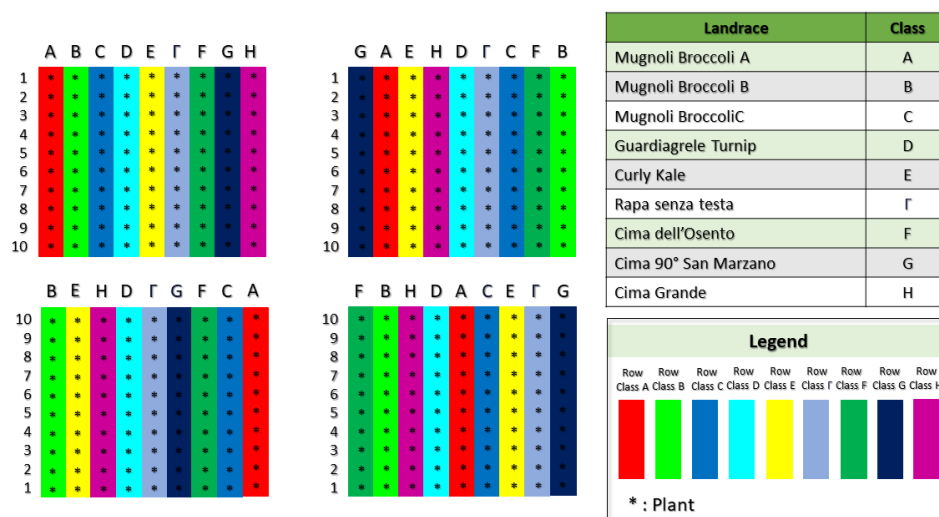 A B C D E Γ F G H
1 * * * * * * * * *
2 * * * * * * * * *
3 * * * * * * * * *
4 * * * * * * * * *
5 * * * * * * * * *
6 * * * * * * * * *
7 * * * * * * * * *
8 * * * * * * * * *
9 * * * * * * * * *
10 * * * * * * * * *
G A E H D Γ C F B
1 * * * * * * * * *
2 * * * * * * * * *
3 * * * * * * * * *
4 * * * * * * * * *
5 * * * * * * * * *
6 * * * * * * * * *
7 * * * * * * * * *
8 * * * * * * * * *
9 * * * * * * * * *
10 * * * * * * * * *
B E H D Γ G F C A
10 * * * * * * * * *
9 * * * * * * * * *
8 * * * * * * * * *
7 * * * * * * * * *
6 * * * * * * * * *
5 * * * * * * * * *
4 * * * * * * * * *
3 * * * * * * * * *
2 * * * * * * * * *
1 * * * * * * * * *
F B H D A C E Γ G
10 * * * * * * * * *
9 * * * * * * * * *
8 * * * * * * * * *
7 * * * * * * * * *
6 * * * * * * * * *
5 * * * * * * * * *
4 * * * * * * * * *
3 * * * * * * * * *
2 * * * * * * * * *
1 * * * * * * * * *
Landrace Class
Mugnoli Broccoli A A
Mugnoli Broccoli B B
Mugnoli BroccoliC C
Guardiagrele Turnip D
Curly Kale E
Rapa senza testa Γ
Cima dell'Osento F
Cima 90° San Marzano G
Cima Grande H
Legend
Row Row Row Row Row Row Row Row Row
Class A Class B Class C Class D Class E Class Γ Class F Class G Class H
* : Plant